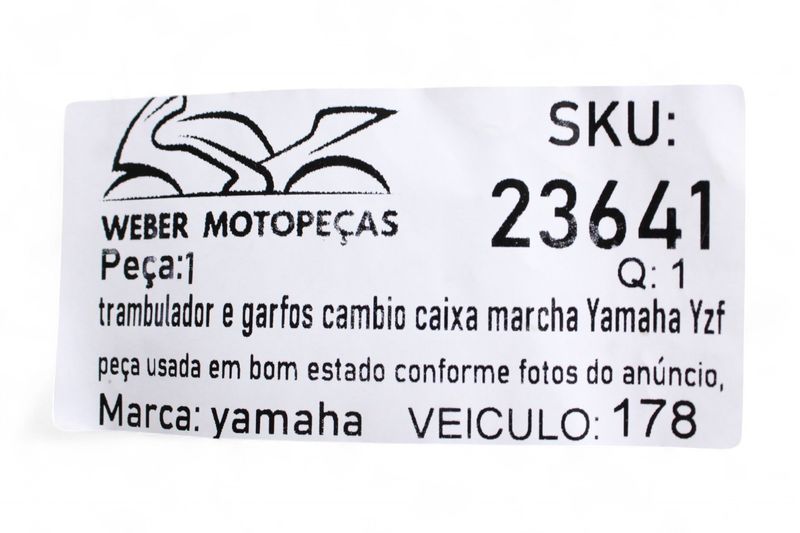 WEBER MOTOPEÇAS
SKU:
23641
Peça:1
Q: 1
trambulador e garfos cambio caixa marcha Yamaha Yzf
peça usada em bom estado conforme fotos do anúncio,
Marca: yamaha
VEICULO: 178